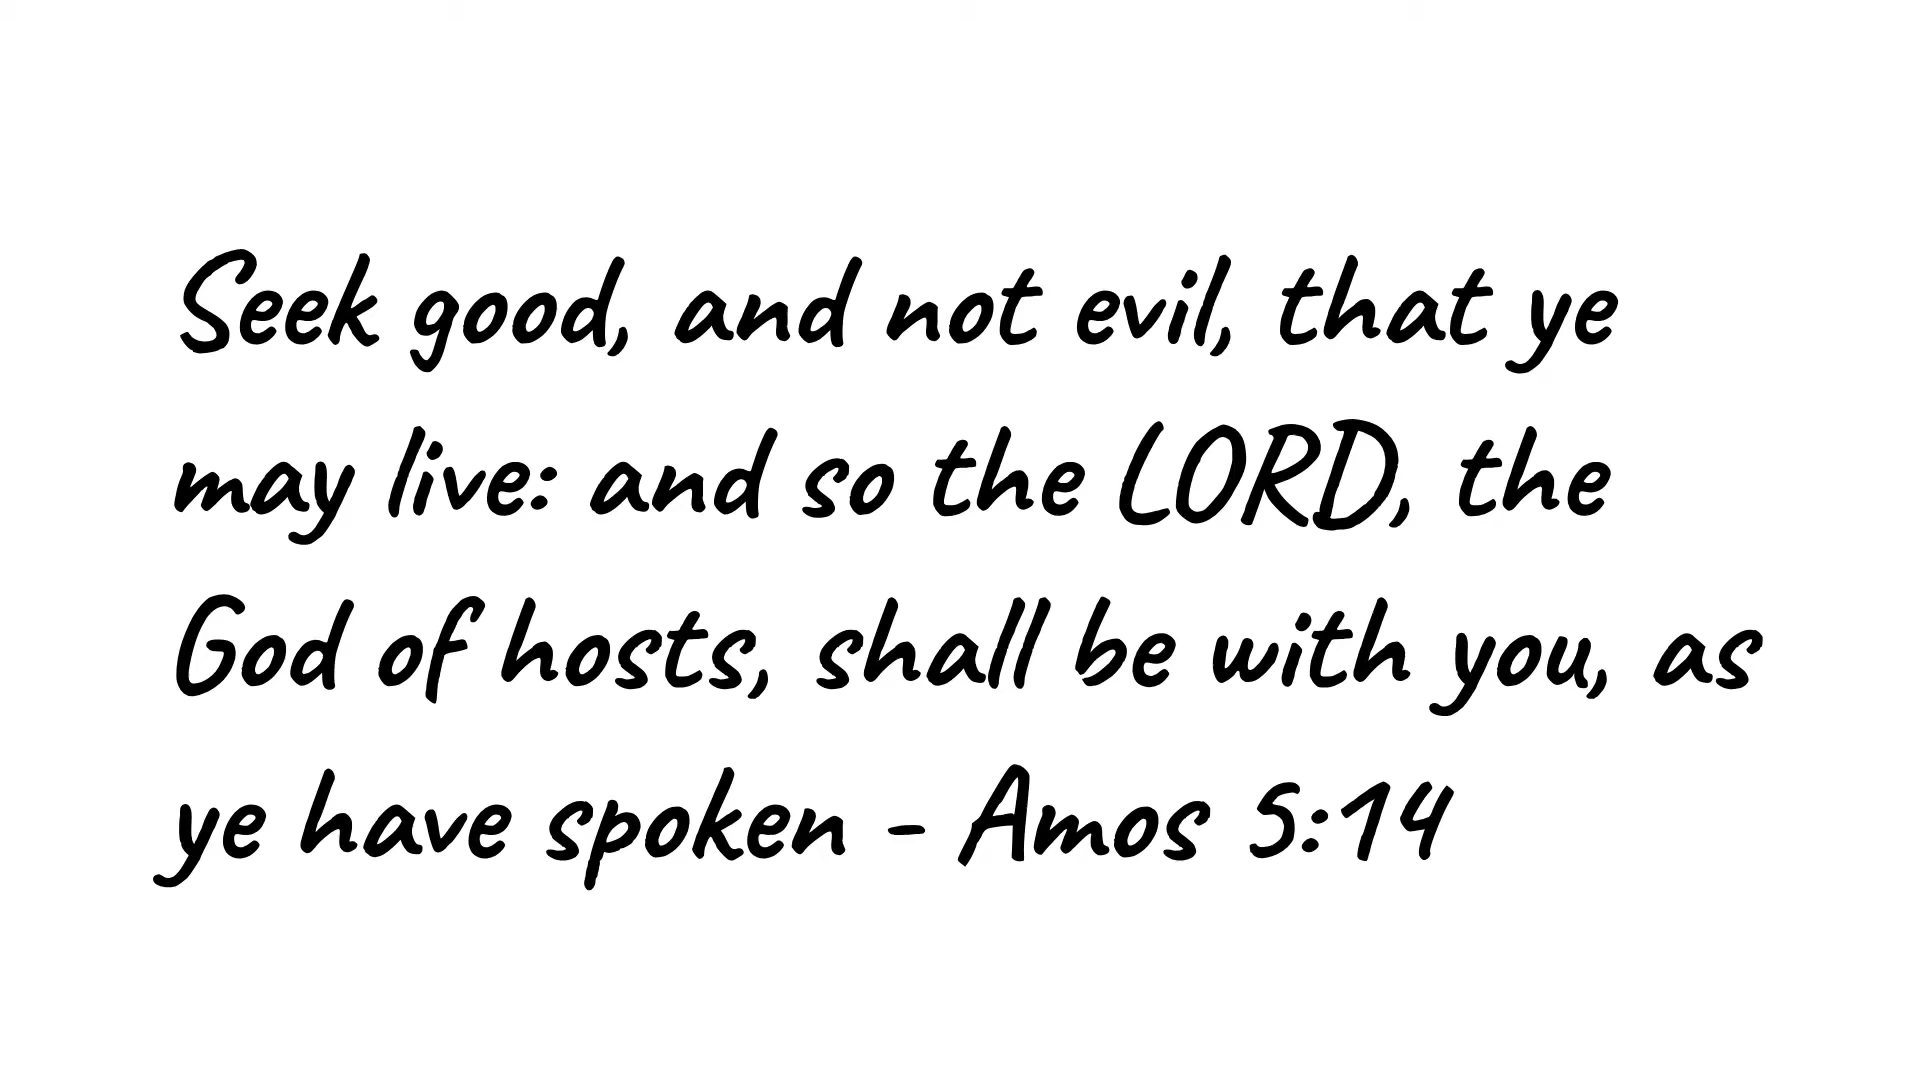 Seek good, and not evil, that ye
may live: and so the LORD, the
God of hosts, shall be with you, as
ye have spoken - Amos 5:14